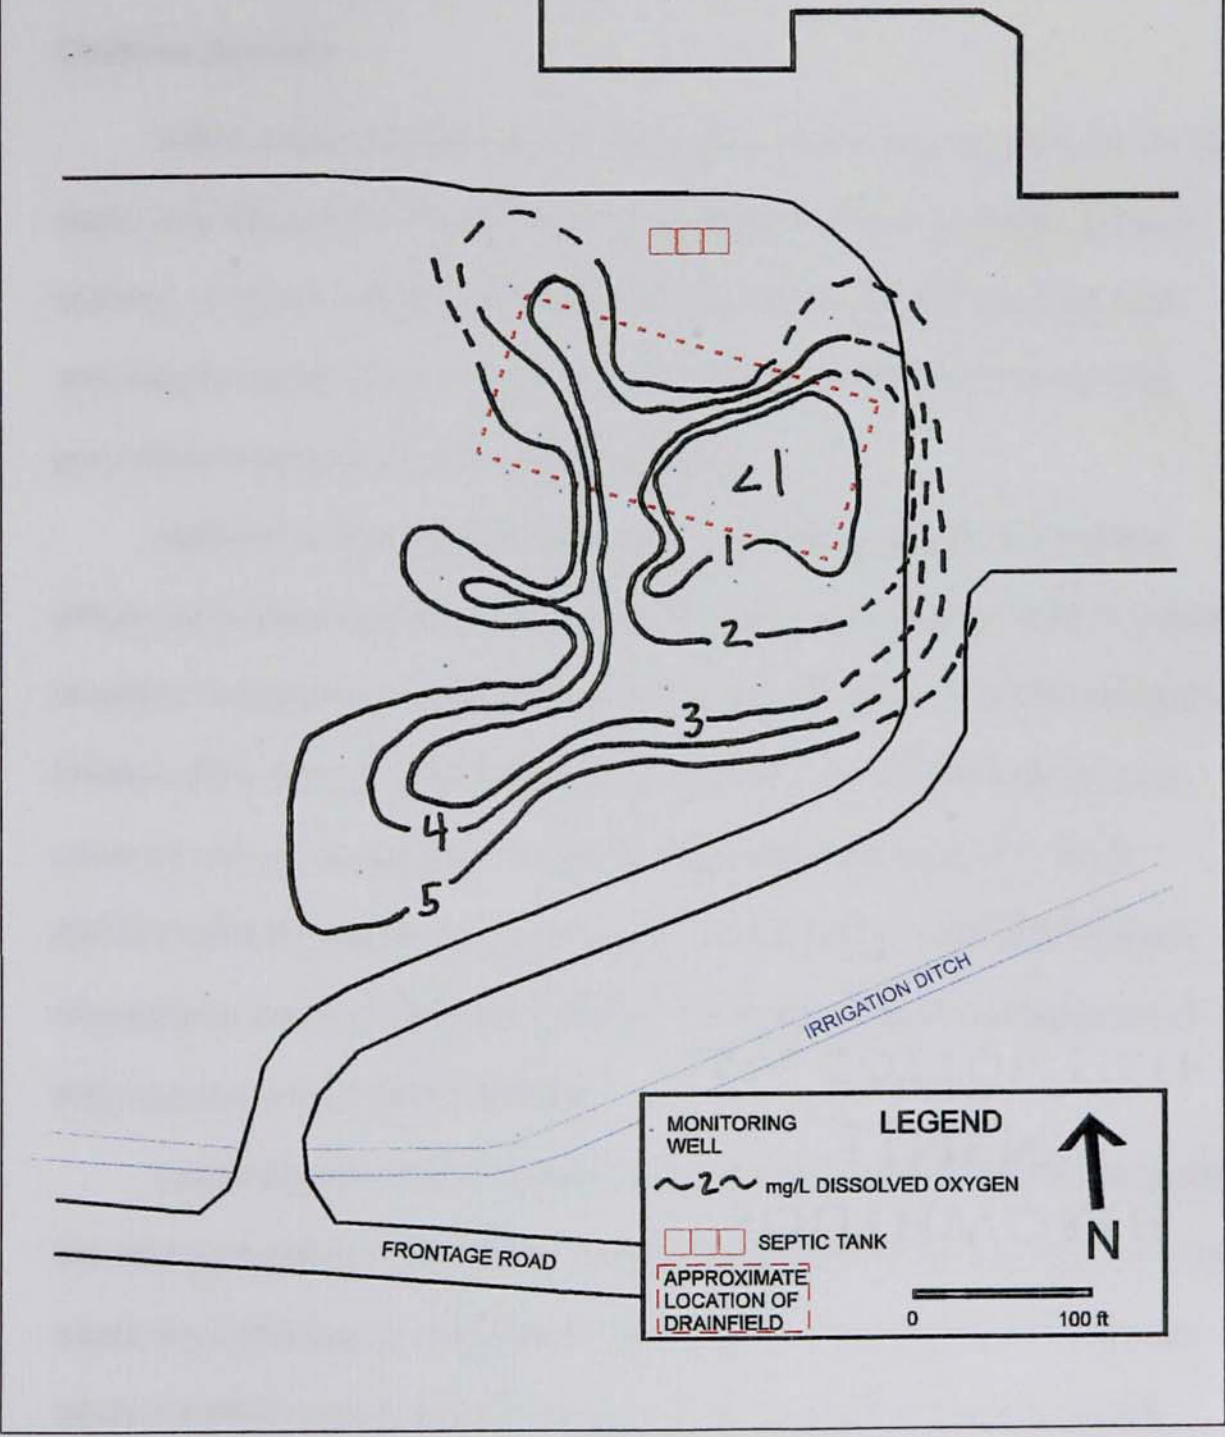 <1
1
2
3
4
5
IRRIGATION DITCH
FRONTAGE ROAD
LEGEND
MONITORING
WELL
~2~ mg/L DISSOLVED OXYGEN
SEPTIC TANK
APPROXIMATE
LOCATION OF
DRAINFIELD
N
0 100 ft